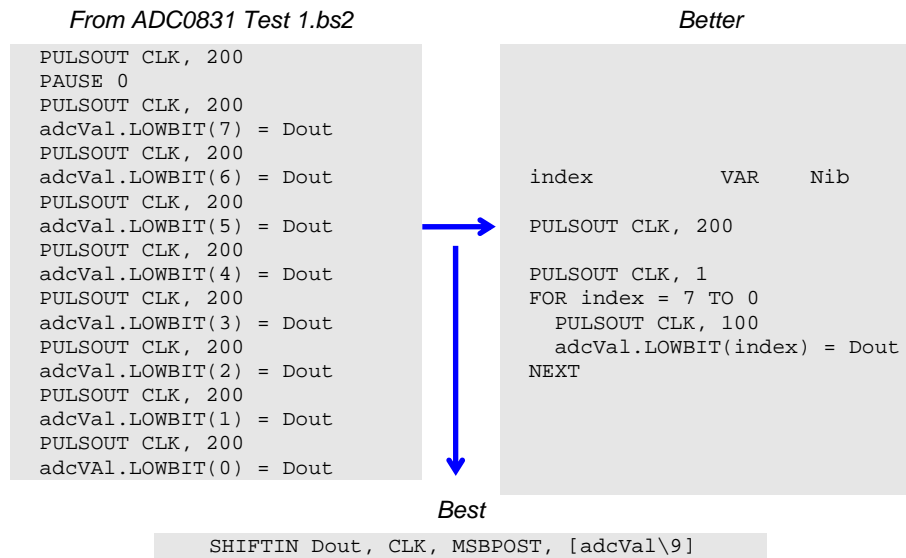 From ADC0831 Test 1.bs2
PULSOUT CLK, 200
PAUSE 0
PULSOUT CLK, 200
adcVal.LOWBIT(7) = Dout
PULSOUT CLK, 200
adcVal.LOWBIT(6) = Dout
PULSOUT CLK, 200
adcVal.LOWBIT(5) = Dout
PULSOUT CLK, 200
adcVal.LOWBIT(4) = Dout
PULSOUT CLK, 200
adcVal.LOWBIT(3) = Dout
PULSOUT CLK, 200
adcVal.LOWBIT(2) = Dout
PULSOUT CLK, 200
adcVal.LOWBIT(1) = Dout
PULSOUT CLK, 200
adcVAl.LOWBIT(0) = Dout
Better
index VAR Nib
PULSOUT CLK, 200
PULSOUT CLK, 1
FOR index = 7 TO 0
PULSOUT CLK, 100
adcVal.LOWBIT(index) = Dout
NEXT
Best
SHIFTIN Dout, CLK, MSBPOST, [adcVal\9]